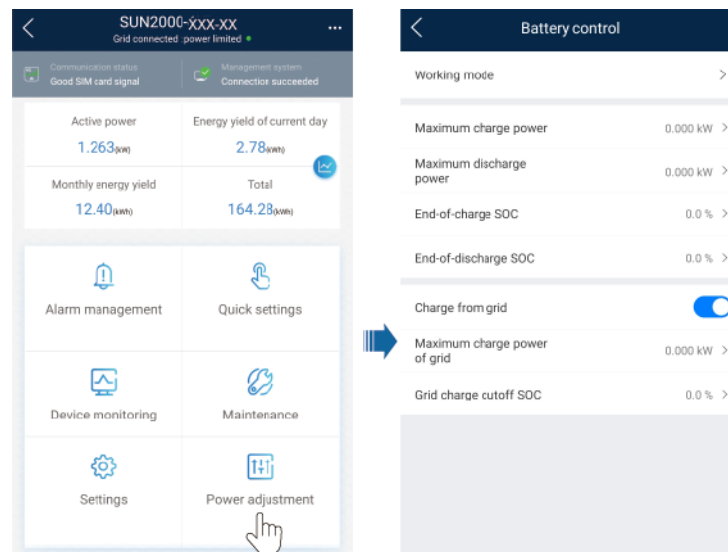 SUN2000-XXX-XX
Grid connected :power limited
Communication status
Good SIM card signal
Management system
Connection succeeded
Active power
1.263(kW)
Energy yield of current day
2.78(kWh)
Monthly energy yield
12.40(kWh)
Total
164.28(kWh)
Alarm management
Quick settings
Device monitoring
Maintenance
Settings
Power adjustment
Battery control
Working mode
Maximum charge power
0.000 kW
Maximum discharge
power
0.000 kW
End-of-charge SOC
0.0 %
End-of-discharge SOC
0.0 %
Charge from grid
Maximum charge power
of grid
0.000 kW
Grid charge cutoff SOC
0.0 %